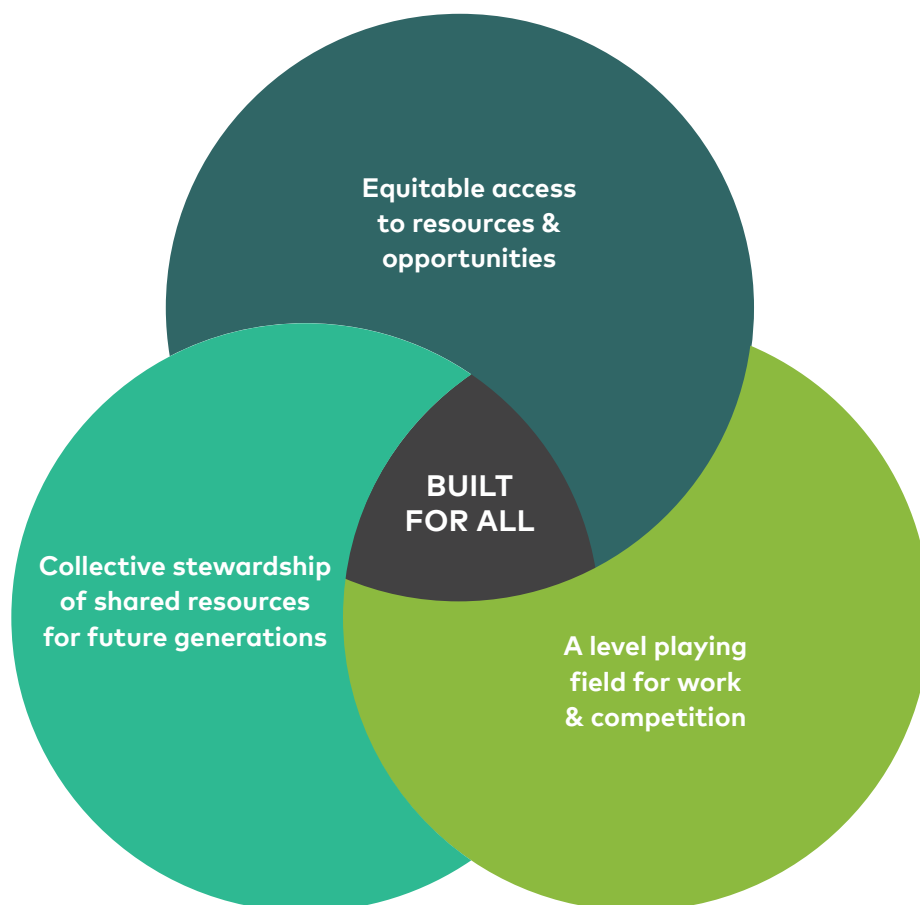 Equitable access
to resources &
opportunities
BUILT
FOR ALL
Collective stewardship
of shared resources
for future generations
A level playing
field for work
& competition